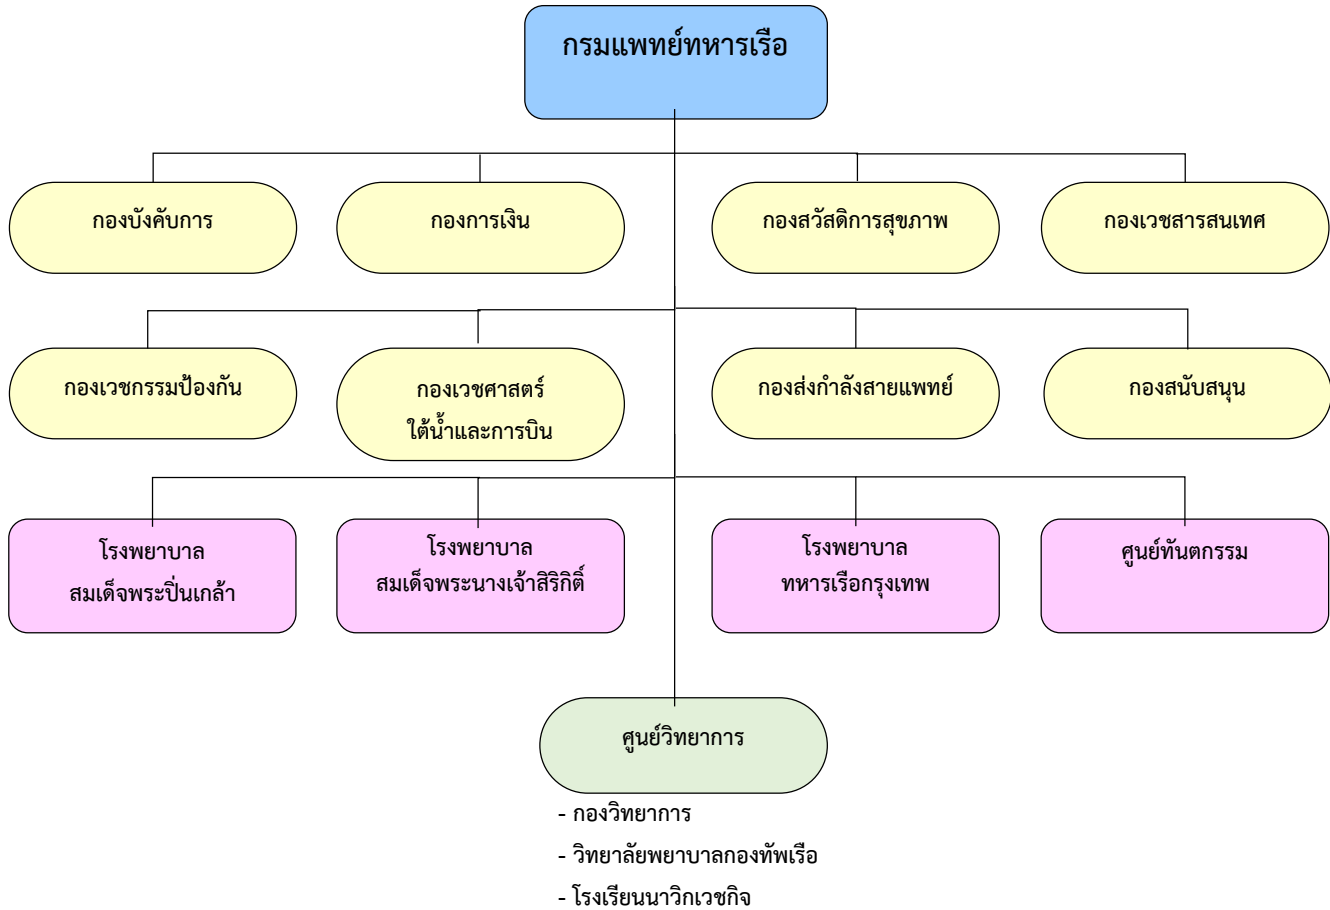 กรมแพทย์ทหารเรือ
กองบังคับการ
กองการเงิน
กองสวัสดิการสุขภาพ
กองเวชสารสนเทศ
กองเวชกรรมป้องกัน
กองเวชศาสตร์
ใต้น้ำและการบิน
กองส่งกำลังสายแพทย์
กองสนับสนุน
โรงพยาบาล
สมเด็จพระปิ่นเกล้า
โรงพยาบาล
สมเด็จพระนางเจ้าสิริกิติ์
โรงพยาบาล
ทหารเรือกรุงเทพ
ศูนย์ทันตกรรม
ศูนย์วิทยาการ
- กองวิทยาการ
- วิทยาลัยพยาบาลกองทัพเรือ
- โรงเรียนนาวิกเวชกิจ